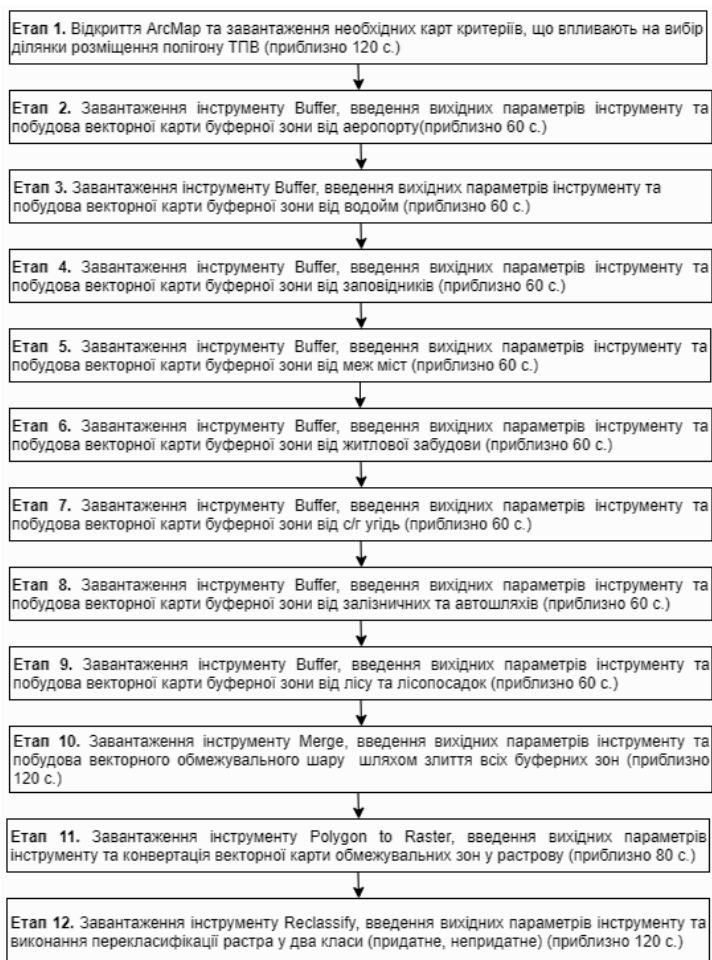 Етап 1. Відкриття ArcMap та завантаження необхідних карт критеріїв, що впливають на вибір
ділянки розміщення полігону ТПВ (приблизно 120 с.)
Етап 2. Завантаження інструменту Buffer, введення вихідних параметрів інструменту та
побудова векторної карти буферної зони від аеропорту(приблизно 60 с.)
Етап 3. Завантаження інструменту Buffer, введення вихідних параметрів інструменту та
побудова векторної карти буферної зони від водойм (приблизно 60 с.)
Етап 4. Завантаження інструменту Buffer, введення вихідних параметрів інструменту та
побудова векторної карти буферної зони від заповідників (приблизно 60 с.)
Етап 5. Завантаження інструменту Buffer, введення вихідних параметрів інструменту та
побудова векторної карти буферної зони від меж міст (приблизно 60 с.)
Етап 6. Завантаження інструменту Buffer, введення вихідних параметрів інструменту та
побудова векторної карти буферної зони від житлової забудови (приблизно 60 с.)
Етап 7. Завантаження інструменту Buffer, введення вихідних параметрів інструменту та
побудова векторної карти буферної зони від с/г угідь (приблизно 60 с.)
Етап 8. Завантаження інструменту Buffer, введення вихідних параметрів інструменту та
побудова векторної карти буферної зони від залізничних та автошляхів (приблизно 60 с.)
Етап 9. Завантаження інструменту Buffer, введення вихідних параметрів інструменту та
побудова векторної карти буферної зони від лісу та лісопосадок (приблизно 60 с.)
Етап 10. Завантаження інструменту Merge, введення вихідних параметрів інструменту та
побудова векторного обмежувального шару шляхом злиття всіх буферних зон (приблизно
120 с.)
Етап 11. Завантаження інструменту Polygon to Raster, введення вихідних параметрів
інструменту та конвертація векторної карти обмежувальних зон у растрову (приблизно 80 с.)
Етап 12. Завантаження інструменту Reclassify, введення вихідних параметрів інструменту та
виконання перекласифікації растра у два класи (придатне, непридатне) (приблизно 120 с.)